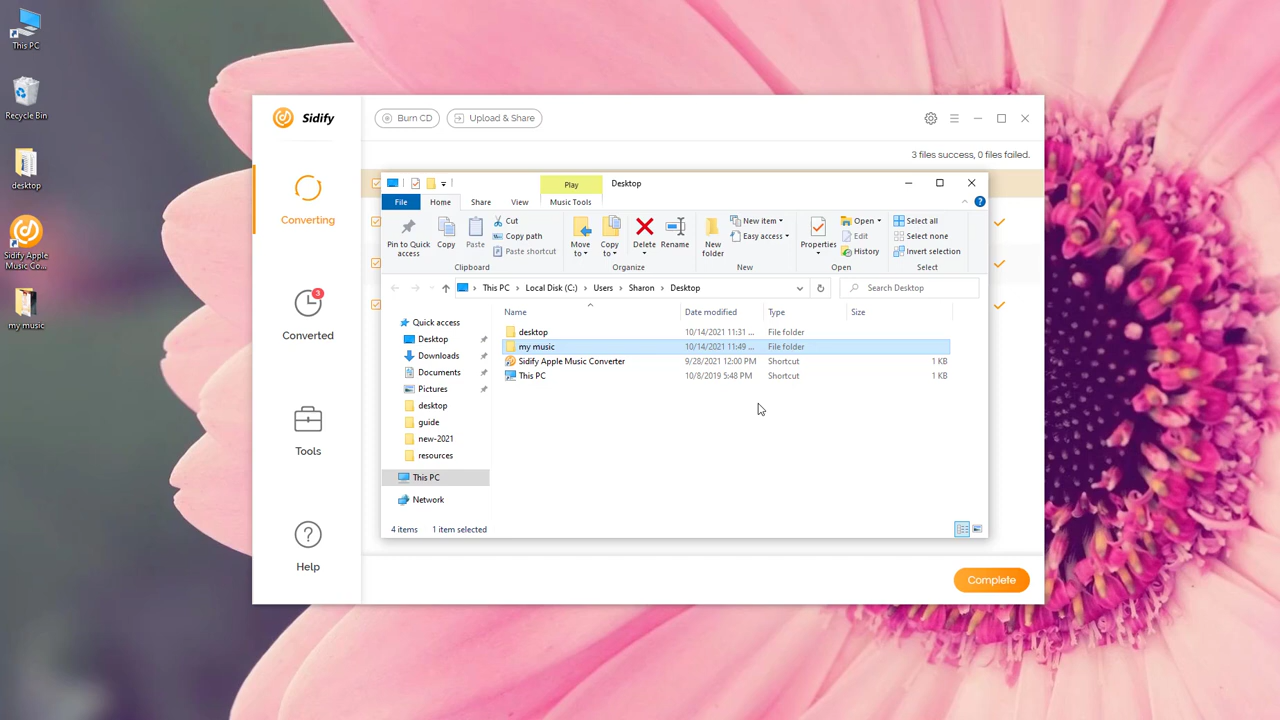 This PC
Recycle Bin
desktop
Sidify Apple
Music Co...
my music
Sidify
Burn CD
Upload & Share
3 files success, 0 files failed.
Converting
3
Converted
Tools
Help
Complete
Play
Desktop
File
Home
Share
View
Music Tools
Pin to Quick
access
Copy
Paste
Cut
Copy path
Paste shortcut
Clipboard
Move
to
Copy
to
Delete
Rename
Organize
New
folder
New item
Easy access
New
Properties
Open
Edit
History
Open
Select all
Select none
Invert selection
Select
This PC > Local Disk (C:) > Users > Sharon > Desktop
Search Desktop
Quick access
Desktop
Downloads
Documents
Pictures
desktop
guide
new-2021
resources
This PC
Network
Name Date modified Type Size
desktop 10/14/2021 11:31 ... File folder
my music 10/14/2021 11:49 ... File folder
Sidify Apple Music Converter 9/28/2021 12:00 PM Shortcut 1 KB
This PC 10/8/2019 5:48 PM Shortcut 1 KB
4 items 1 item selected